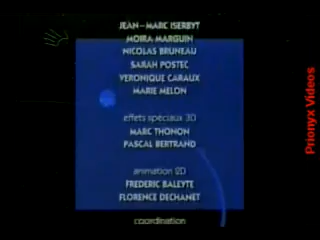 JEAN-MARC ISERBYT
MOIRA MARGUIN
NICOLAS BRUNEAU
SARAH POSTEC
VERONIQUE CARAUX
MARIE MELON
effets spéciaux 3D
MARC THONON
PASCAL BERTRAND
animation 2D
FREDERIC BALEYTE
FLORENCE DECHANET
coordination
Prionyx Videos